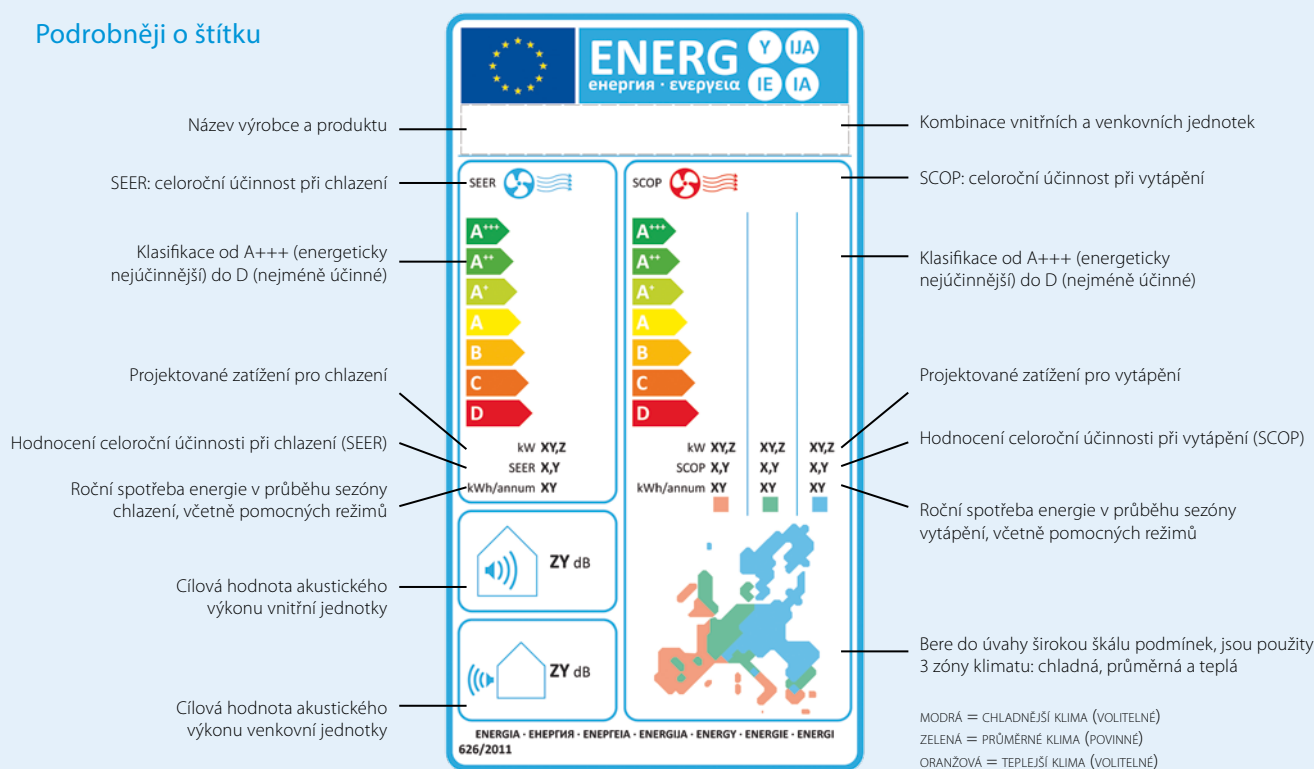 Podrobněji o štítku
ENERG
енергия · ενεργεια
Y
IJA
IE
IA
Název výrobce a produktu
Kombinace vnitřních a venkovních jednotek
SEER: celoroční účinnost při chlazení
SEER
SCOP
SCOP: celoroční účinnost při vytápění
A+++
A++
A+
A
B
C
D
A+++
A++
A+
A
B
C
D
Klasifikace od A+++ (energeticky
nejúčinnější) do D (nejméně účinné)
Klasifikace od A+++ (energeticky
nejúčinnější) do D (nejméně účinné)
Projektované zatížení pro chlazení
Projektované zatížení pro vytápění
Hodnocení celoroční účinnosti při chlazení (SEER)
Hodnocení celoroční účinnosti při vytápění (SCOP)
Roční spotřeba energie v průběhu sezóny
chlazení, včetně pomocných režimů
Roční spotřeba energie v průběhu sezóny
vytápění, včetně pomocných režimů
kW XY,Z
SEER X,Y
kWh/annum XY
kW XY,Z XY,Z XY,Z
SCOP X,Y X,Y X,Y
kWh/annum XY XY XY
ZY dB
Cílová hodnota akustického
výkonu vnitřní jednotky
ZY dB
Cílová hodnota akustického
výkonu venkovní jednotky
Bere do úvahy širokou škálu podmínek, jsou použity
3 zóny klimatu: chladná, průměrná a teplá
MODRÁ = CHLADNĚJŠÍ KLIMA (VOLITELNÉ)
ZELENÁ = PRŮMĚRNÉ KLIMA (POVINNÉ)
ORANŽOVÁ = TEPLEJŠÍ KLIMA (VOLITELNÉ)
ENERGIA · ЕНЕРГИЯ · ΕΝΕΡΓΕΙΑ · ENERGIJA · ENERGY · ENERGIE · ENERGI
626/2011